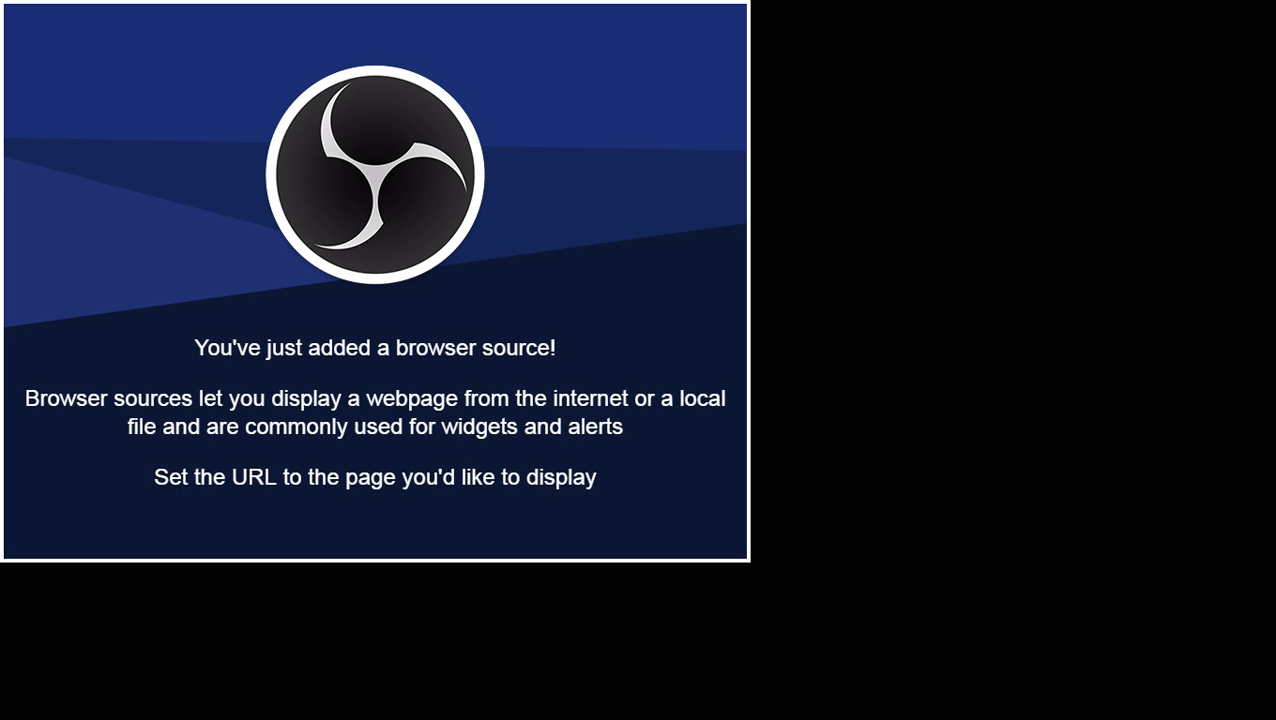 You've just added a browser source!
Browser sources let you display a webpage from the internet or a local
file and are commonly used for widgets and alerts
Set the URL to the page you'd like to display